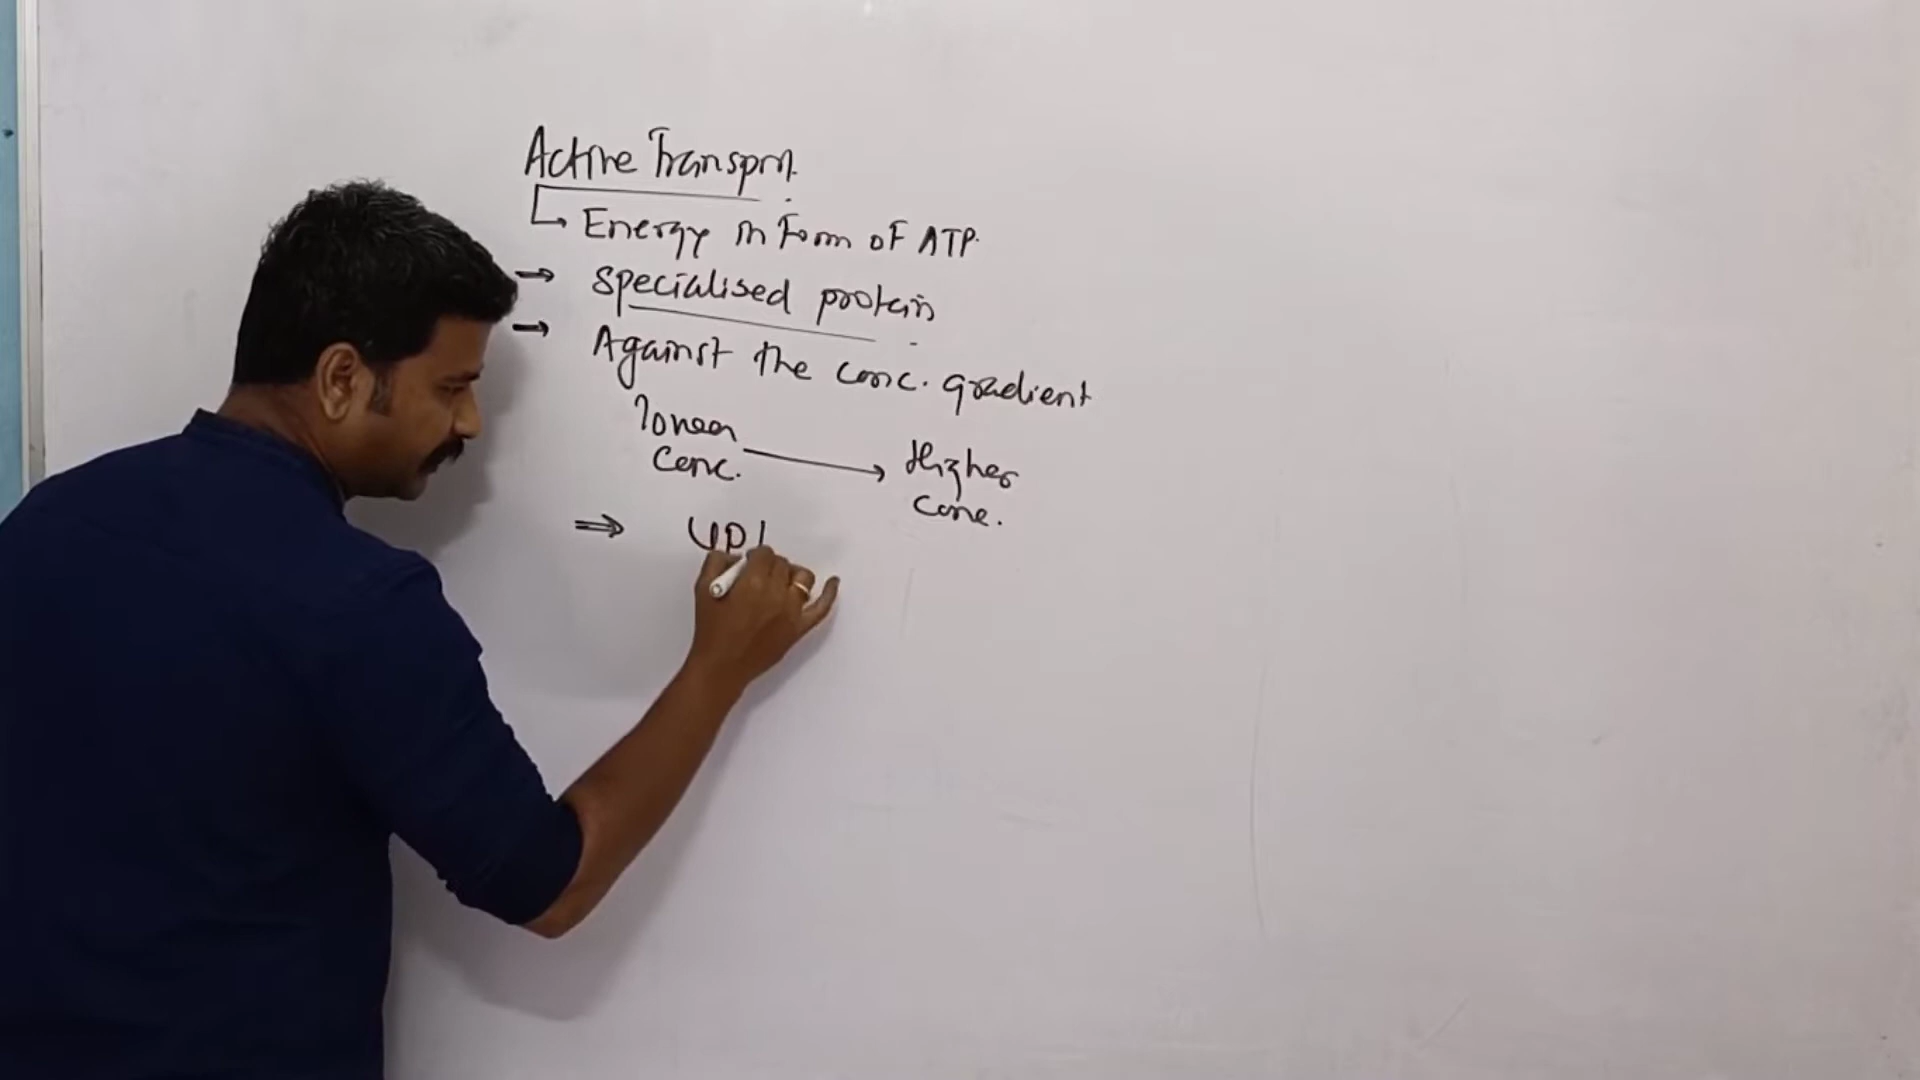 Active Transport.
Energy in form of ATP.
→ Specialised protein
→ Against the conc. gradient
lower conc. → Higher conc.
⇒ Up